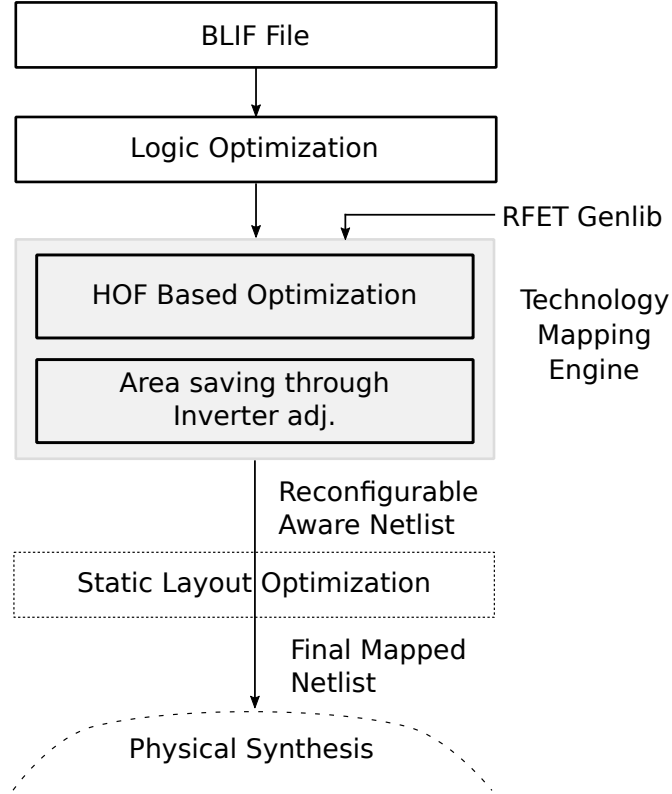 BLIF File
Logic Optimization
RFET Genlib
HOF Based Optimization
Technology
Mapping
Engine
Area saving through
Inverter adj.
Reconfigurable
Aware Netlist
Static Layout Optimization
Final Mapped
Netlist
Physical Synthesis